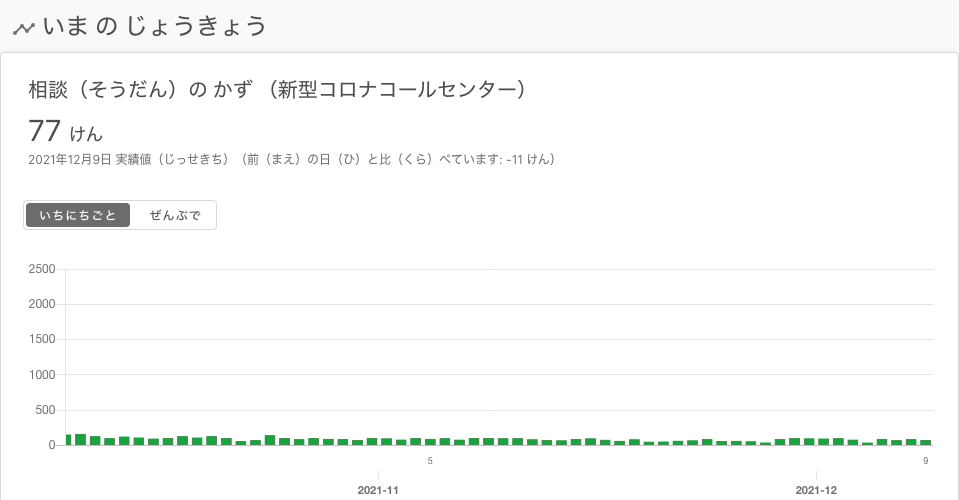 いま の じょうきょう
相談（そうだん）の かず （新型コロナコールセンター）
77 けん
2021年12月9日 実績値（じっせきち）（前（まえ）の日（ひ）と比（くら）べています: -11 けん）
いちにちごと ぜんぶで
2500
2000
1500
1000
500
0
5 9
2021-11 2021-12